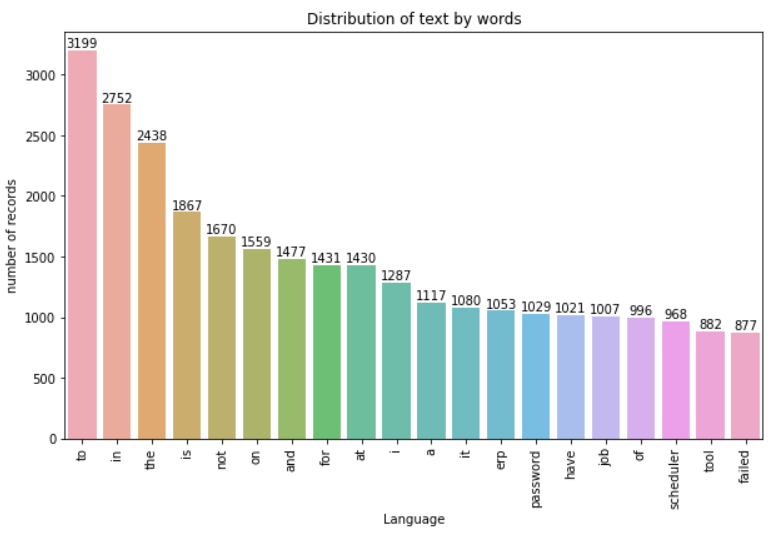 Distribution of text by words
number of records
3000
2500
2000
1500
1000
500
0
3199
2752
2438
1867
1670
1559
1477
1431
1430
1287
1117
1080
1053
1029
1021
1007
996
968
882
877
to
in
the
is
not
on
and
for
at
i
a
it
erp
password
have
job
of
scheduler
tool
failed
Language